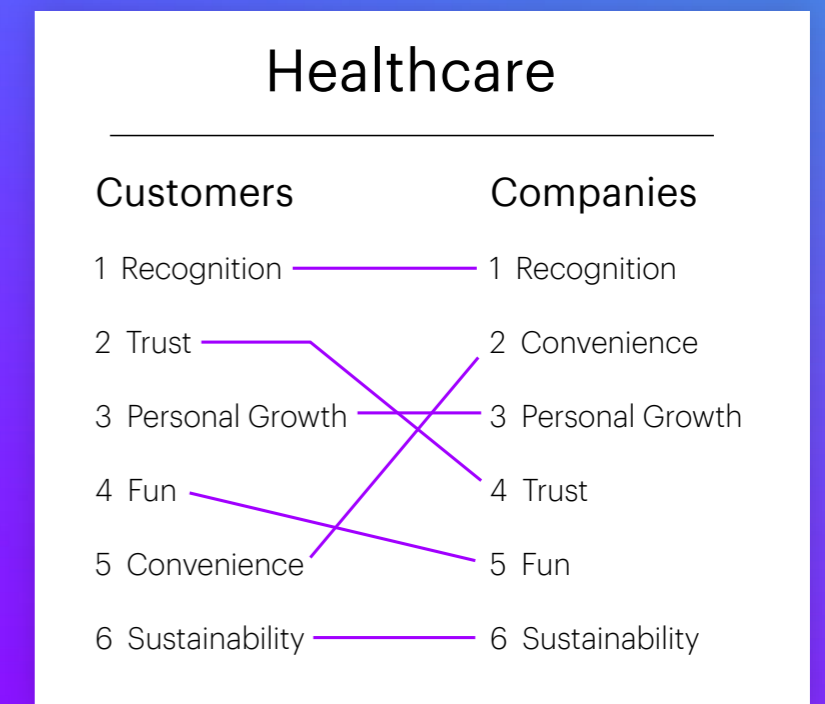 Healthcare
Customers
Companies
1 Recognition
1 Recognition
2 Trust
2 Convenience
3 Personal Growth
3 Personal Growth
4 Fun
4 Trust
5 Convenience
5 Fun
6 Sustainability
6 Sustainability